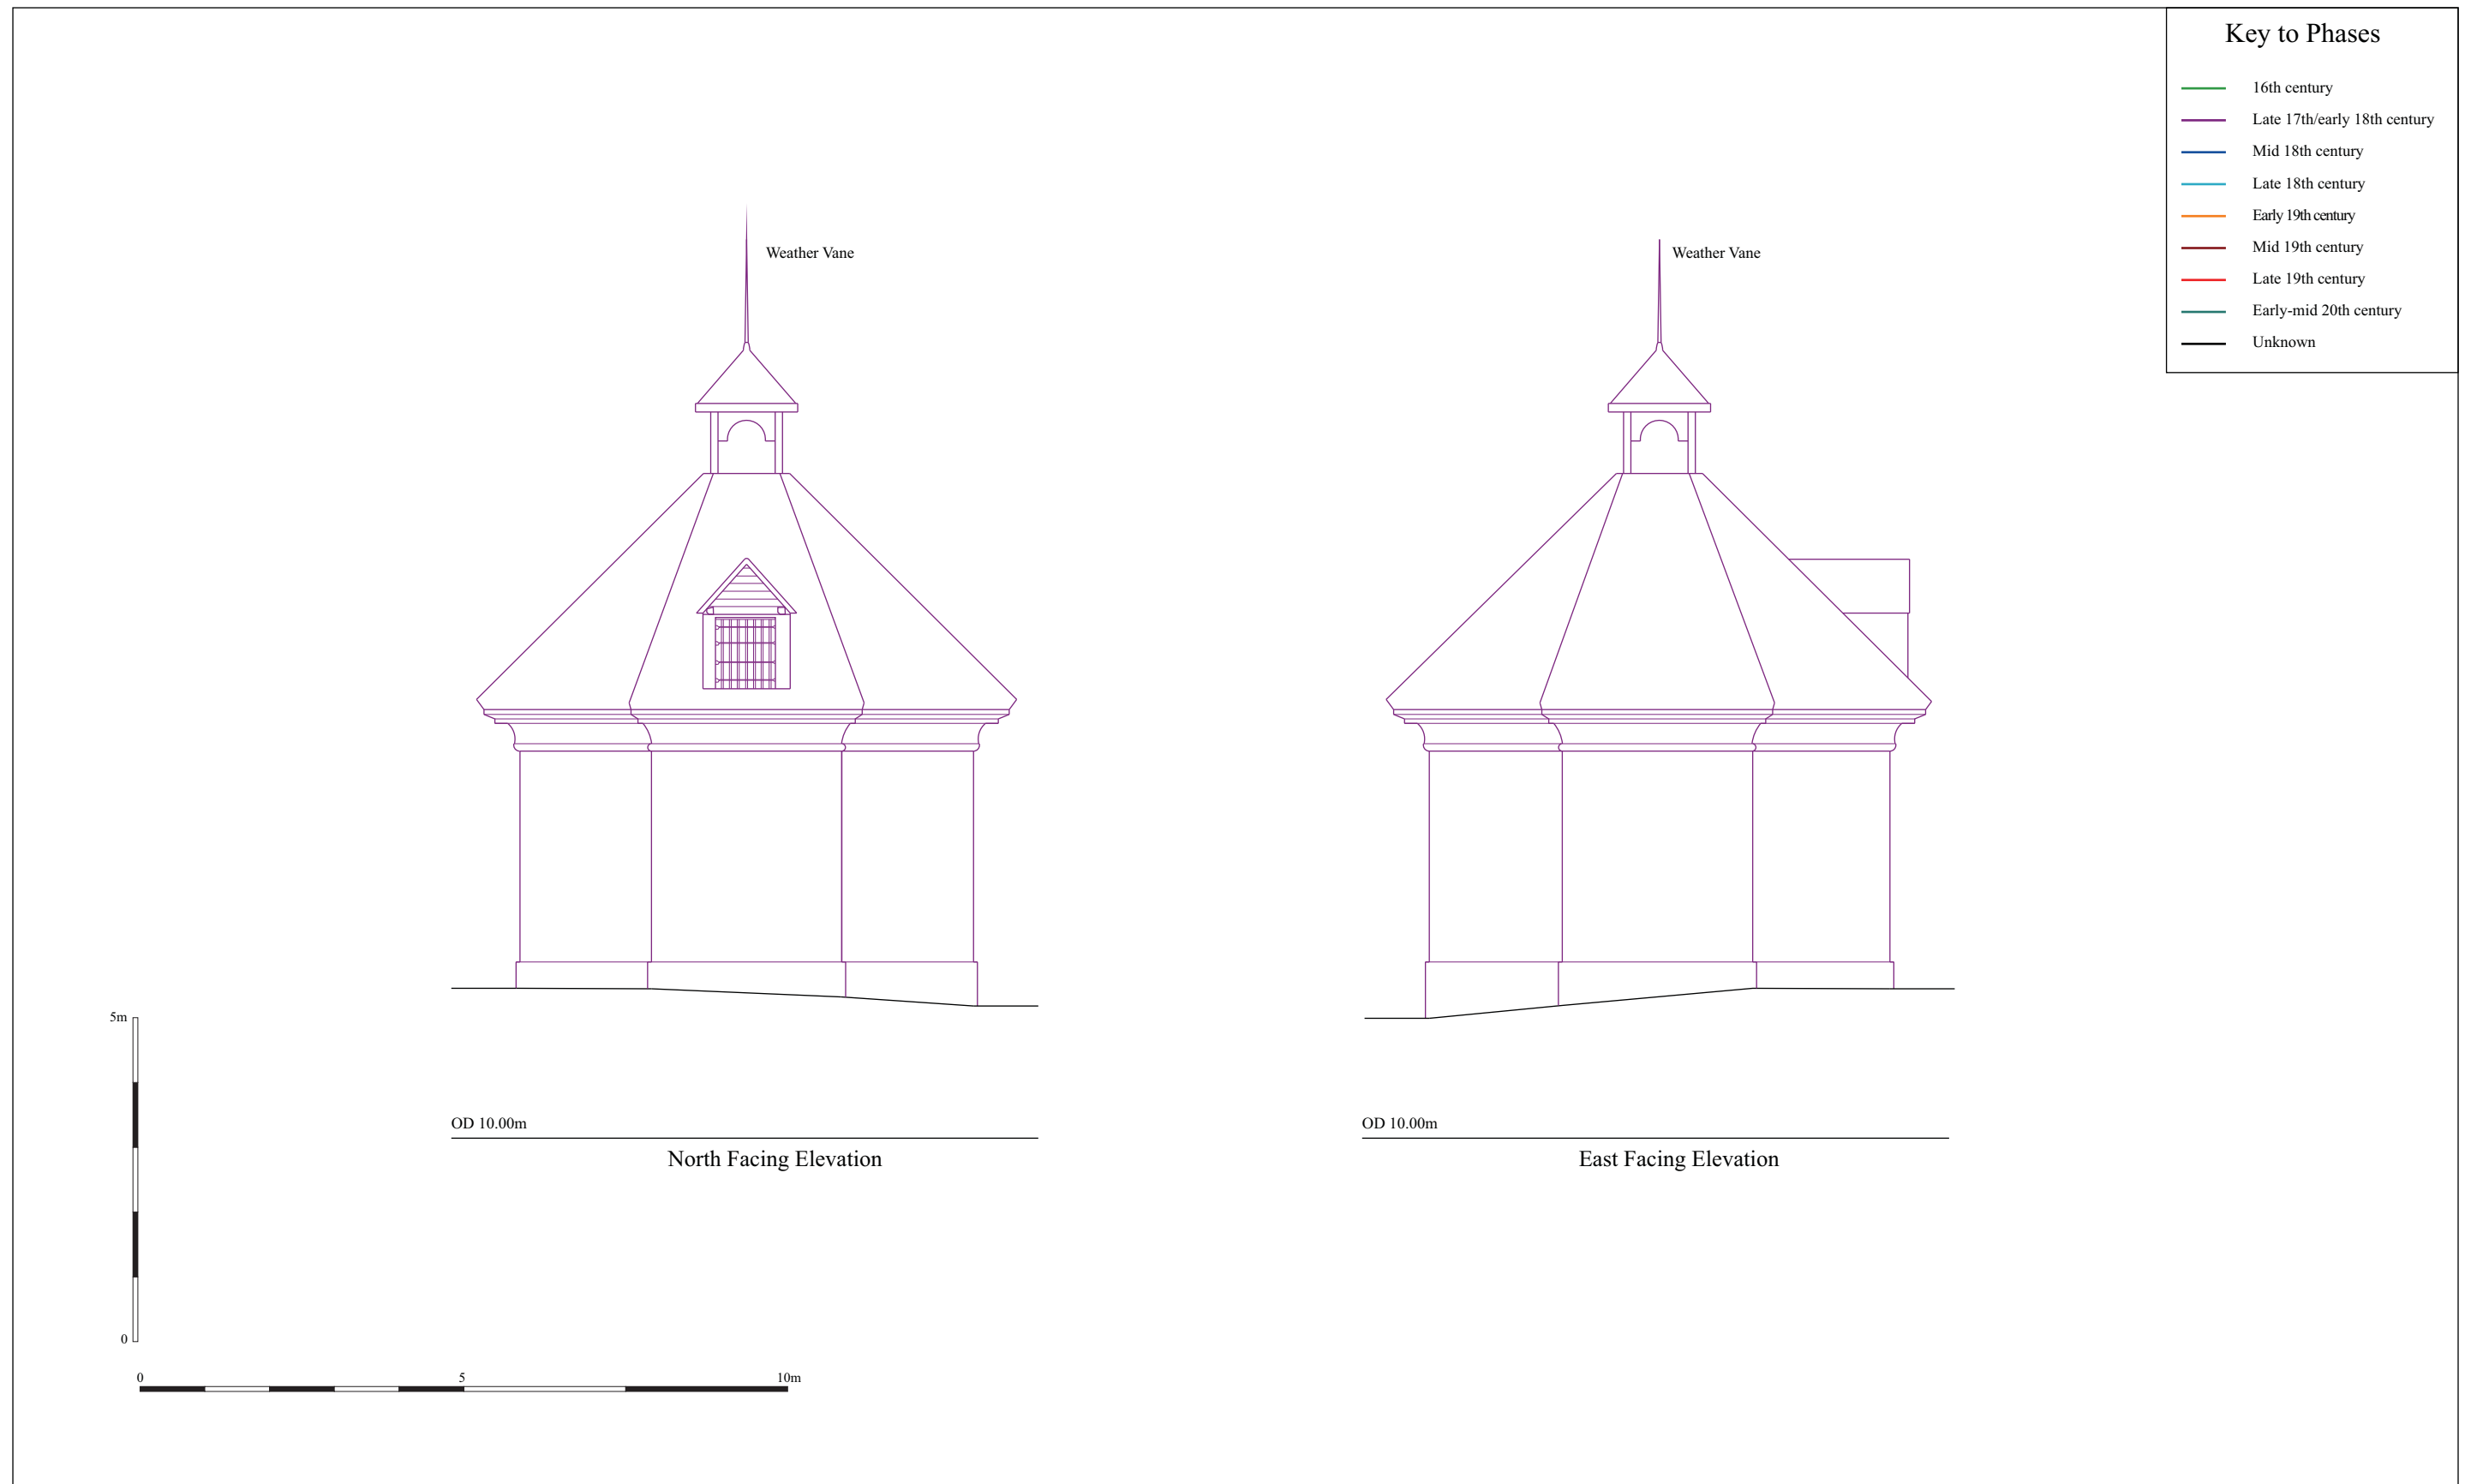 Key to Phases
16th century
Late 17th/early 18th century
Mid 18th century
Late 18th century
Early 19th century
Mid 19th century
Late 19th century
Early-mid 20th century
Unknown
Weather Vane
Weather Vane
5m
0
OD 10.00m
OD 10.00m
North Facing Elevation
East Facing Elevation
0 5 10m